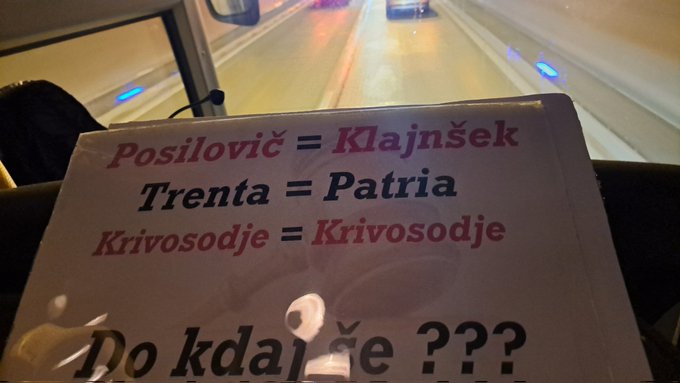 Posilovič = Klajnšek
Trenta = Patria
Krivosodje = Krivosodje
Do kdaj še ???